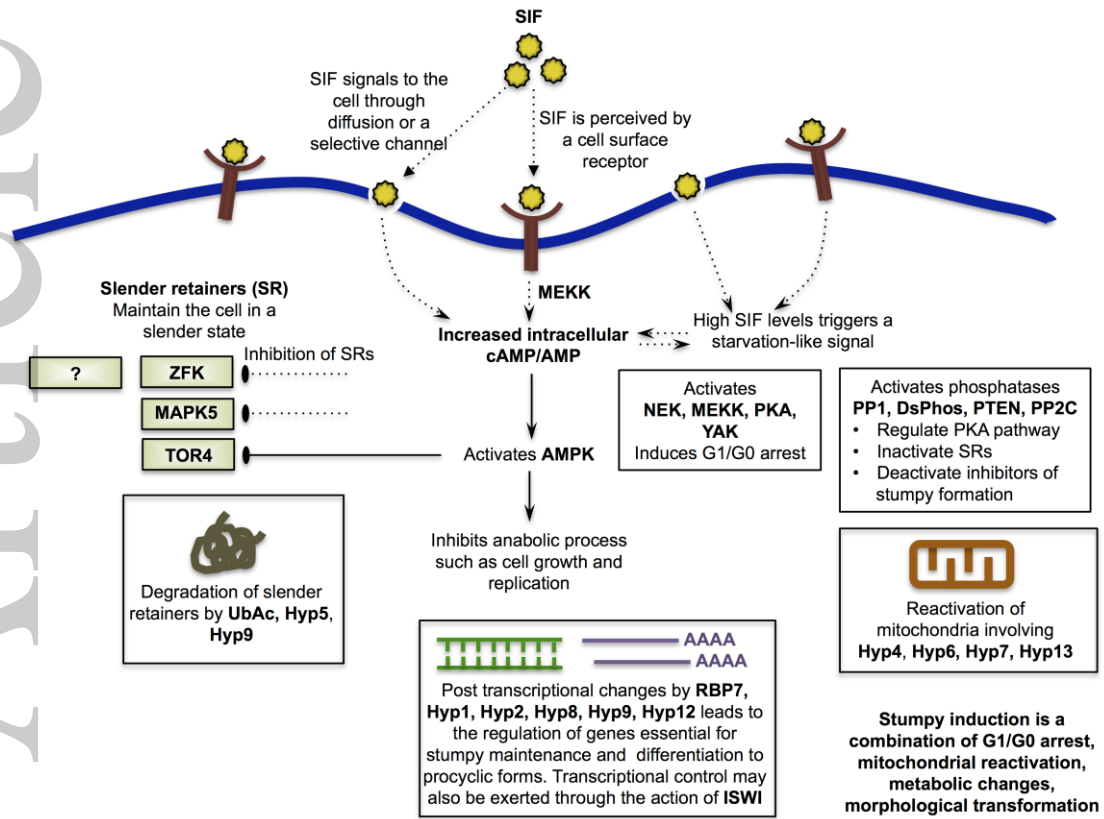 SIF
SIF signals to the
cell through
diffusion or a
selective channel
SIF is perceived by
a cell surface
receptor
MEKK
Slender retainers (SR)
Maintain the cell in a
slender state
Inhibition of SRs
?
ZFK
MAPK5
TOR4
Increased intracellular
cAMP/AMP
High SIF levels triggers a
starvation-like signal
Activates AMPK
Activates
NEK, MEKK, PKA,
YAK
Induces G1/G0 arrest
Activates phosphatases
PP1, DsPhos, PTEN, PP2C
• Regulate PKA pathway
• Inactivate SRs
• Deactivate inhibitors of
stumpy formation
Degradation of slender
retainers by UbAc, Hyp5,
Hyp9
Inhibits anabolic process
such as cell growth and
replication
Reactivation of
mitochondria involving
Hyp4, Hyp6, Hyp7, Hyp13
AAAA
AAAA
Post transcriptional changes by RBP7,
Hyp1, Hyp2, Hyp8, Hyp9, Hyp12 leads to
the regulation of genes essential for
stumpy maintenance and differentiation to
procyclic forms. Transcriptional control may
also be exerted through the action of ISWI
Stumpy induction is a
combination of G1/G0 arrest,
mitochondrial reactivation,
metabolic changes,
morphological transformation